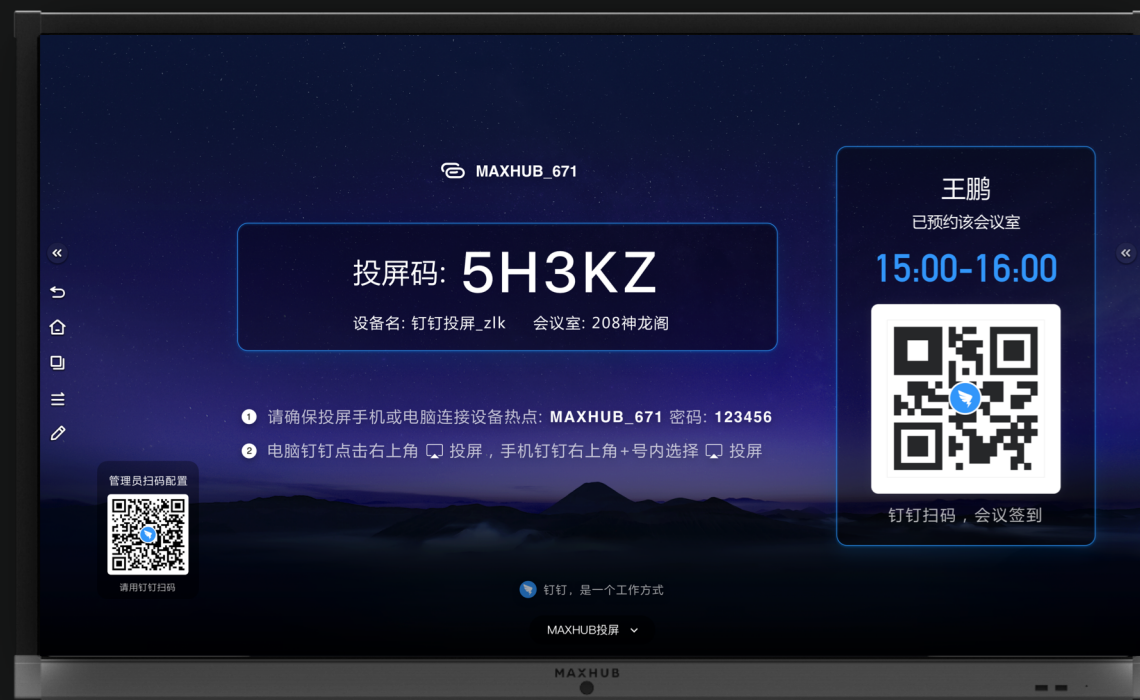 MAXHUB_671
投屏码: 5H3KZ
设备名: 钉钉投屏_zlk 会议室: 208神龙阁
1 请确保投屏手机或电脑连接设备热点: MAXHUB_671 密码: 123456
2 电脑钉钉点击右上角 投屏，手机钉钉右上角+号内选择 投屏
王鹏
已预约该会议室
15:00-16:00
钉钉扫码，会议签到
管理员扫码配置
请用钉钉扫码
钉钉，是一个工作方式
MAXHUB投屏
MAXHUB